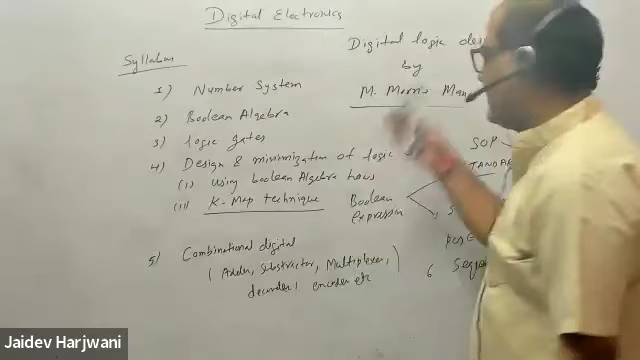 Digital Electronics
Syllabus
Digital logic des
by
M. Morris Man
1) Number System
2) Boolean Algebra
3) logic gates
4) Design & minimization of logic
(i) using boolean Algebra laws
(ii) K-Map technique
Boolean
expression
SOP
STANDAR
5) Combinational digital
( Adder, Substractor, Multiplexer,
decoder, encoder etc )
6 Seque
Jaidev Harjwani